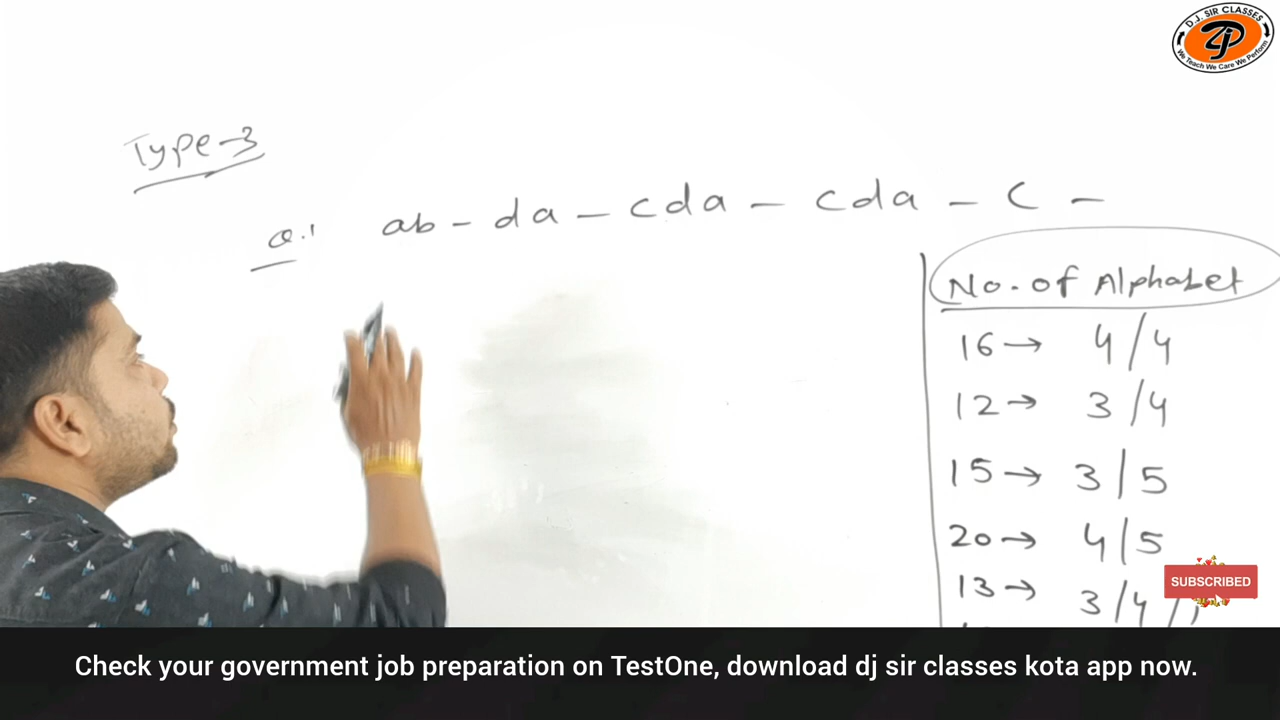 D.J. SIR CLASSES
We Teach We Care We Perform
Type-3
Q.1 ab - da - cda - cda - c -
No. of Alphabet
16 → 4/4
12 → 3/4
15 → 3/5
20 → 4/5
13 → 3/4/
SUBSCRIBED
Check your government job preparation on TestOne, download dj sir classes kota app now.